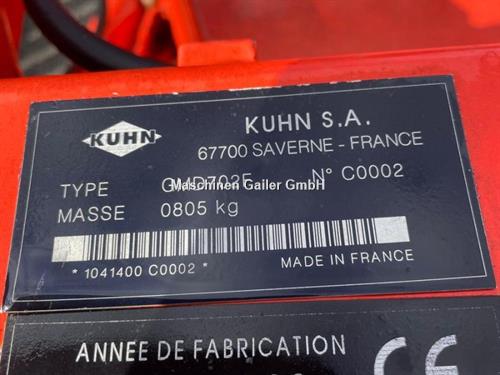 KUHN
KUHN S.A.
67700 SAVERNE - FRANCE
TYPE
N° C0002
Maschinen Gailer GmbH
MASSE 0805 kg
* 1041400 C0002 *
MADE IN FRANCE
ANNEE DE FABRICATION
CE